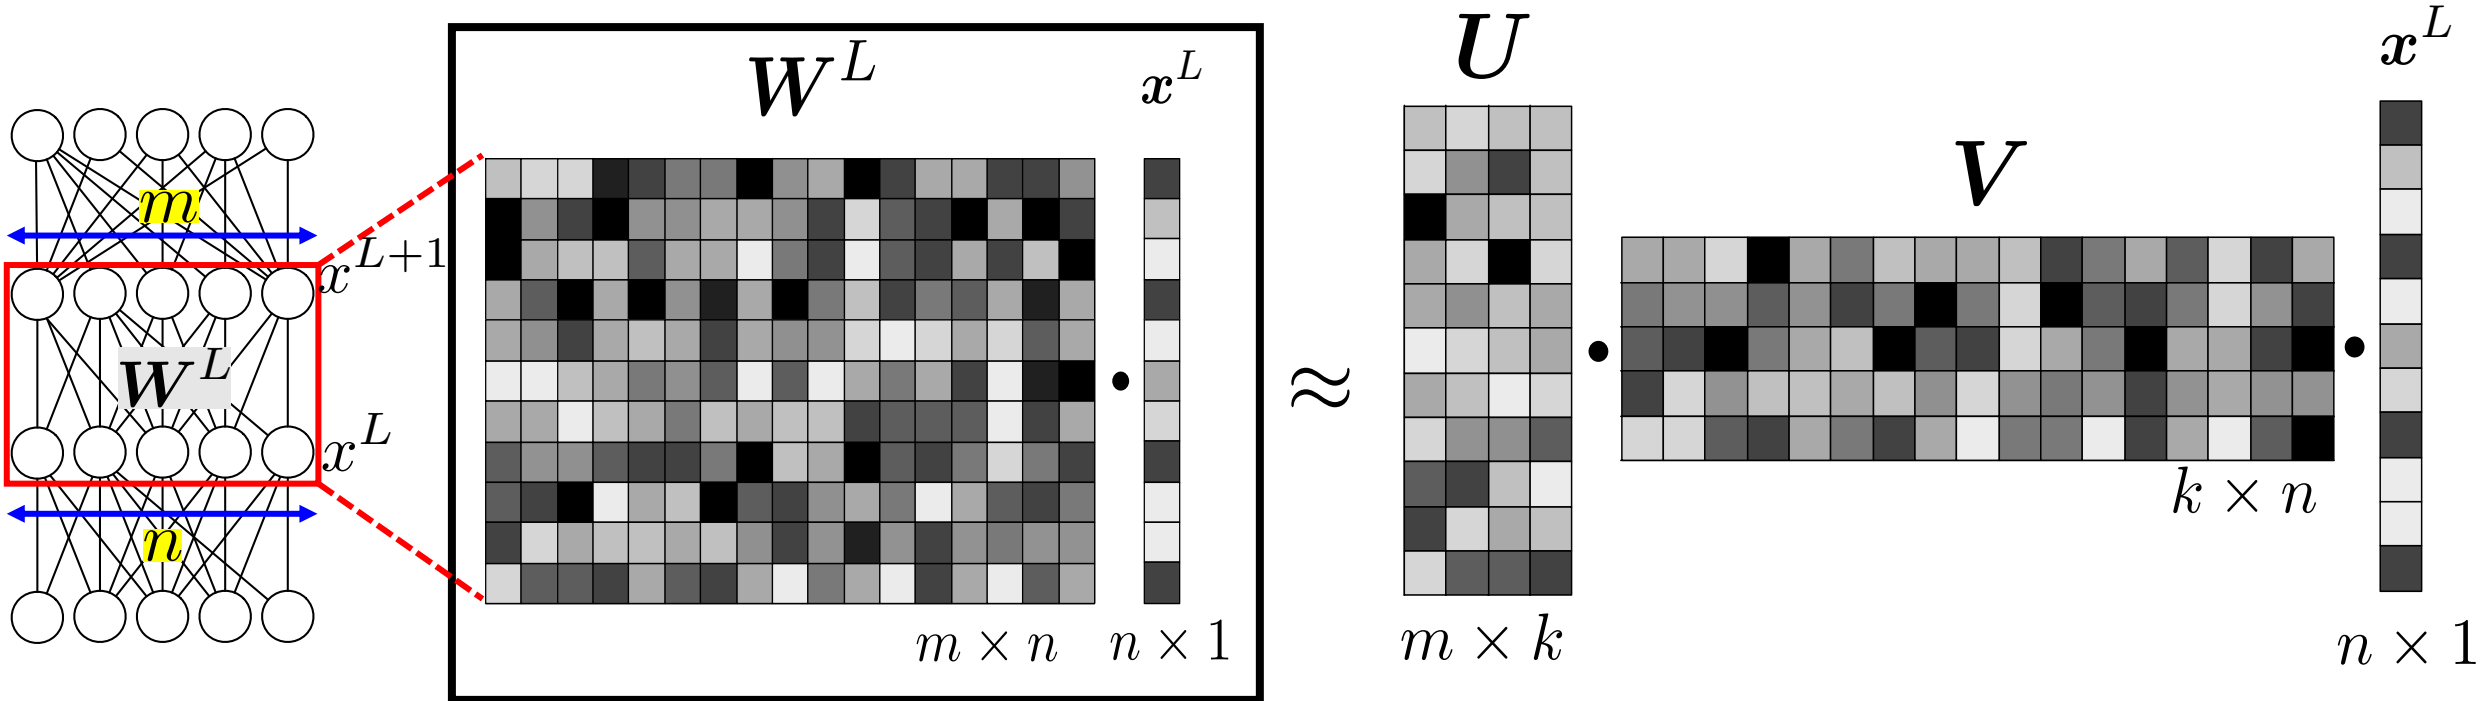 m
x^{L+1}
W^L
x^L
n
W^L
x^L
m × n
n × 1
≈
U
m × k
·
V
k × n
·
x^L
n × 1